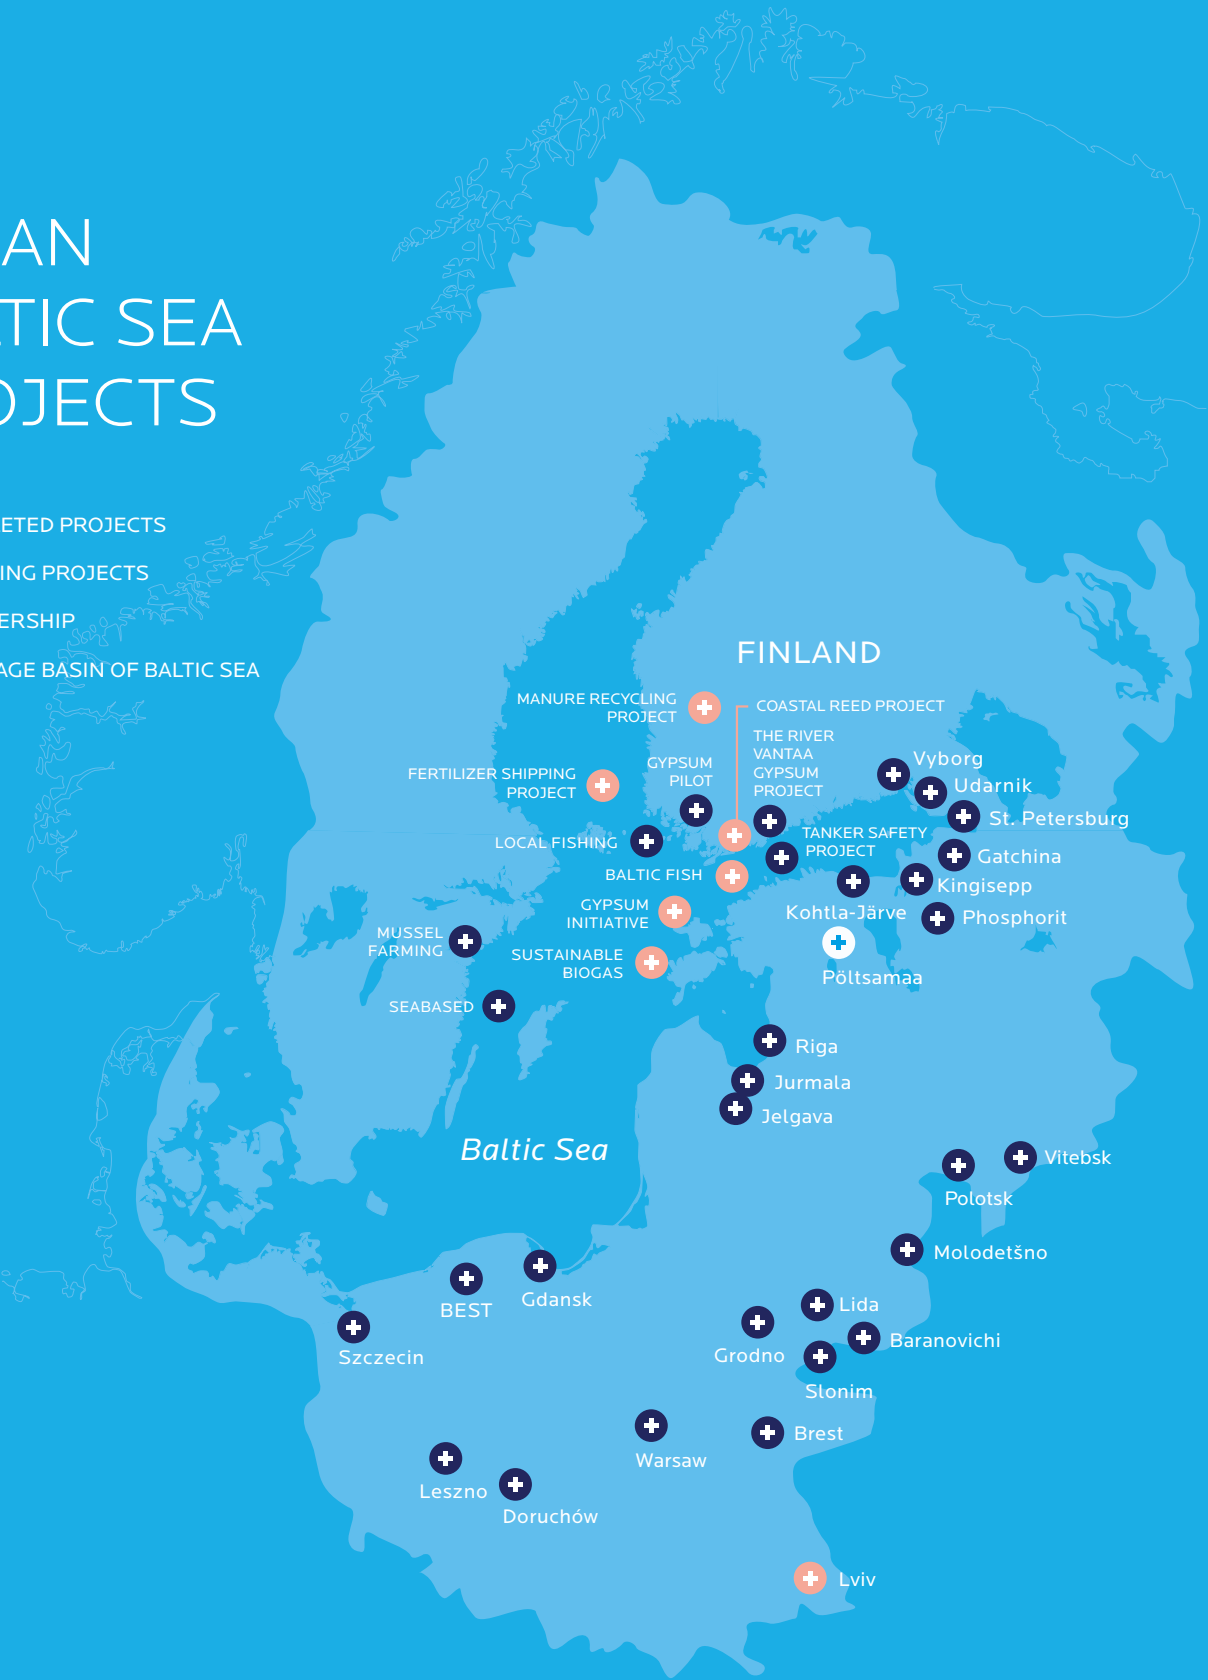 AN
TIC SEA
OJECTS
ETED PROJECTS
ING PROJECTS
ERSHIP
AGE BASIN OF BALTIC SEA
FINLAND
MANURE RECYCLING
PROJECT
COASTAL REED PROJECT
THE RIVER
VANTAA
GYPSUM
PROJECT
GYPSUM
PILOT
FERTILIZER SHIPPING
PROJECT
Vyborg
Udarnik
St. Petersburg
LOCAL FISHING
TANKER SAFETY
PROJECT
Gatchina
BALTIC FISH
Kingisepp
GYPSUM
INITIATIVE
Kohtla-Järve
Phosphorit
MUSSEL
FARMING
SUSTAINABLE
BIOGAS
Pöltsamaa
SEABASED
Riga
Jurmala
Jelgava
Baltic Sea
Vitebsk
Polotsk
Molodetšno
BEST
Gdansk
Lida
Baranovichi
Szczecin
Grodno
Slonim
Brest
Warsaw
Leszno
Doruchów
Lviv